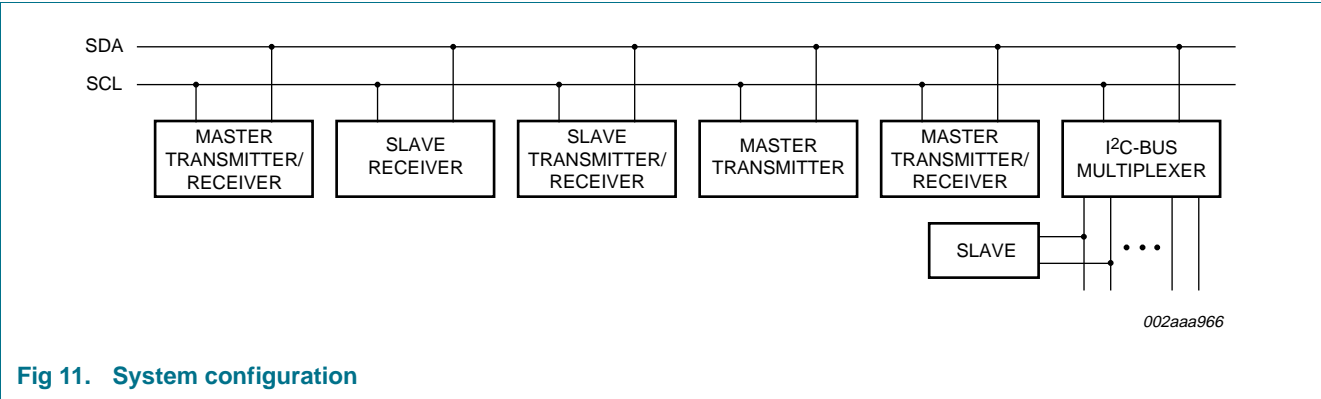 SDA
SCL
MASTER
TRANSMITTER/
RECEIVER
SLAVE
RECEIVER
SLAVE
TRANSMITTER/
RECEIVER
MASTER
TRANSMITTER
MASTER
TRANSMITTER/
RECEIVER
I2C-BUS
MULTIPLEXER
SLAVE
002aaa966
Fig 11. System configuration